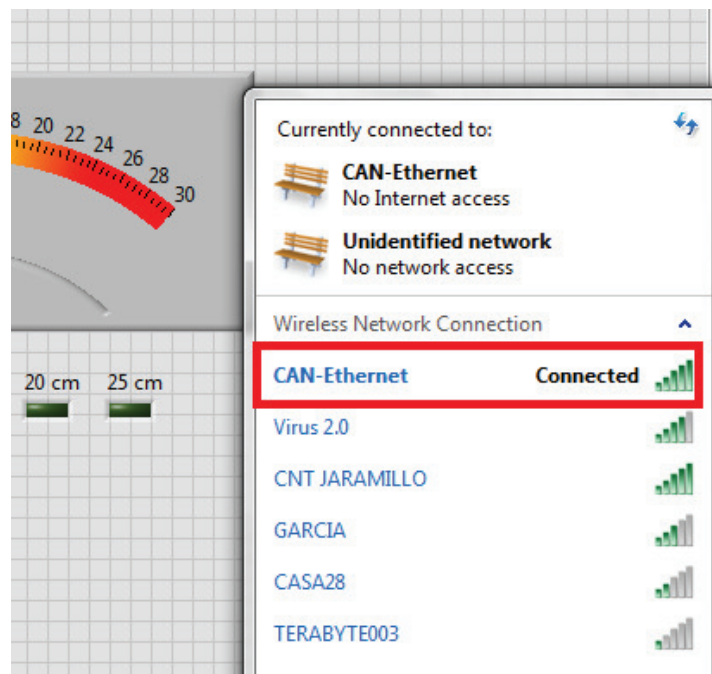 8 20 22 24 26 28 30
20 cm 25 cm
Currently connected to:
CAN-Ethernet
No Internet access
Unidentified network
No network access
Wireless Network Connection
CAN-Ethernet Connected
Virus 2.0
CNT JARAMILLO
GARCIA
CASA28
TERABYTE003